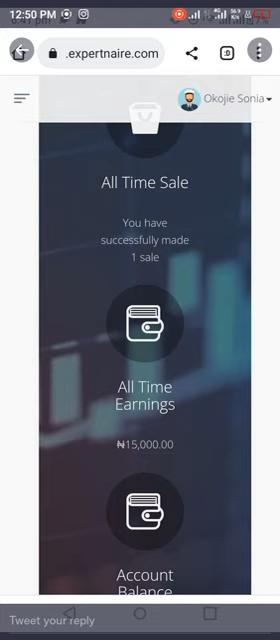 12:50 PM
.expertnaire.com
Okojie Sonia
All Time Sale
You have
successfully made
1 sale
All Time
Earnings
₦15,000.00
Account
Balance
Tweet your reply